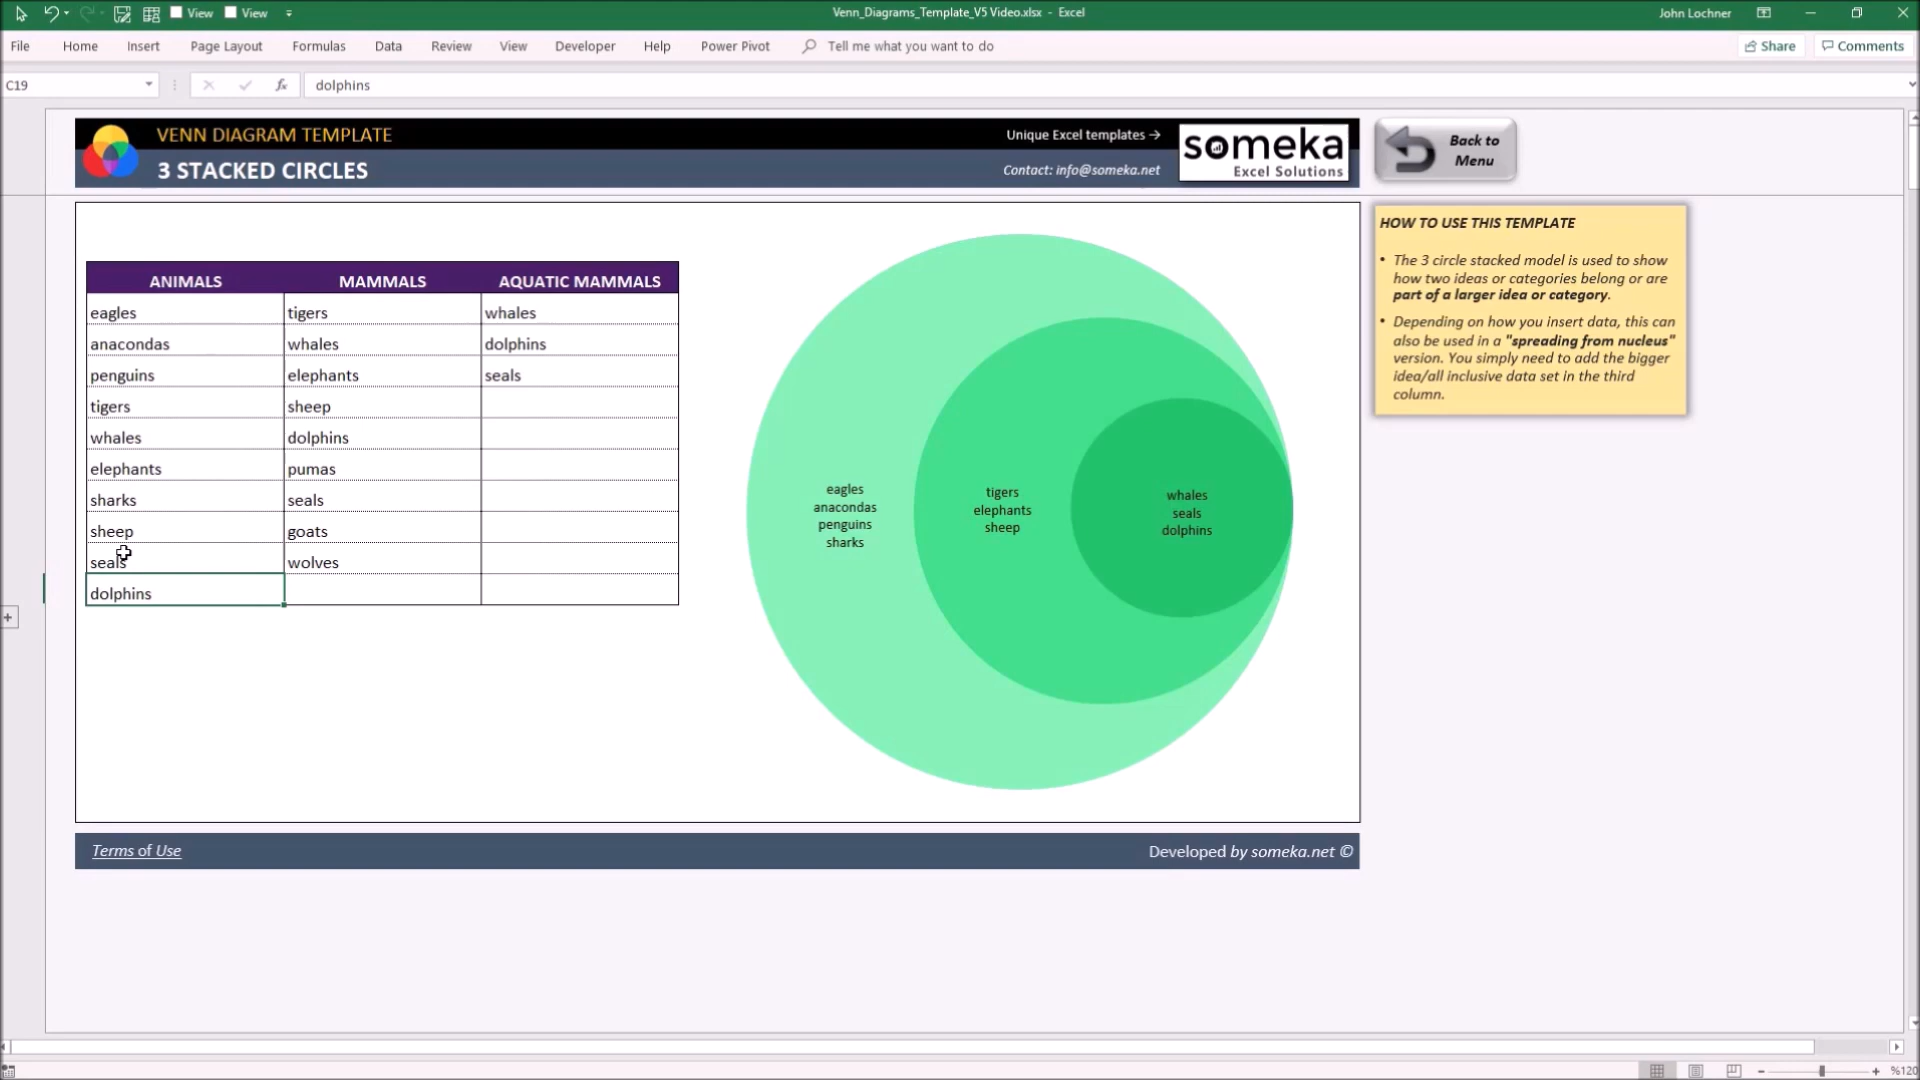 View View
Venn_Diagrams_Template_V5 Video.xlsx - Excel
John Lochner
File Home Insert Page Layout Formulas Data Review View Developer Help Power Pivot Tell me what you want to do
Share Comments
C19 fx dolphins
VENN DIAGRAM TEMPLATE
3 STACKED CIRCLES
Unique Excel templates →
Contact: info@someka.net
someka
Excel Solutions
Back to
Menu
ANIMALS MAMMALS AQUATIC MAMMALS
eagles tigers whales
anacondas whales dolphins
penguins elephants seals
tigers sheep
whales dolphins
elephants pumas
sharks seals
sheep goats
seals wolves
dolphins
eagles
anacondas
penguins
sharks
tigers
elephants
sheep
whales
seals
dolphins
HOW TO USE THIS TEMPLATE
• The 3 circle stacked model is used to show
how two ideas or categories belong or are
part of a larger idea or category.
• Depending on how you insert data, this can
also be used in a "spreading from nucleus"
version. You simply need to add the bigger
idea/all inclusive data set in the third
column.
Terms of Use
Developed by someka.net ©
%120